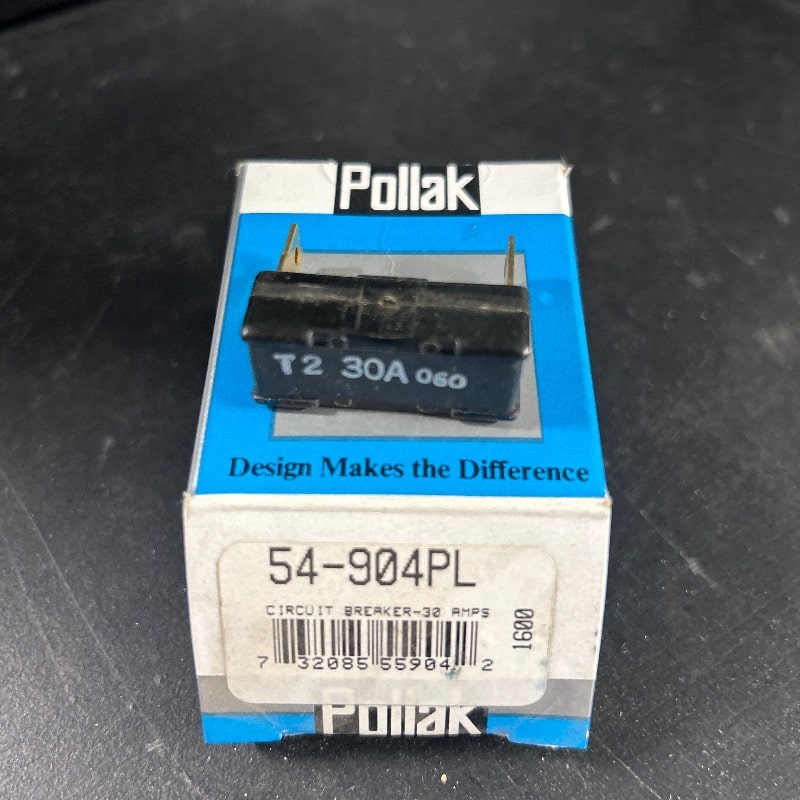 Pollak
T2 30A 060
Design Makes the Difference
54-904PL
CIRCUIT BREAKER-30 AMPS
1600
7 32085 55904 2
Pollak